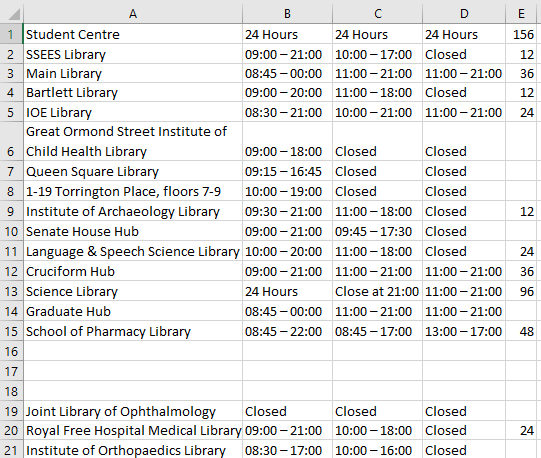 A B C D E
1 Student Centre 24 Hours 24 Hours 24 Hours 156
2 SSEES Library 09:00 – 21:00 10:00 – 17:00 Closed 12
3 Main Library 08:45 – 00:00 11:00 – 21:00 11:00 – 21:00 36
4 Bartlett Library 09:00 – 20:00 11:00 – 18:00 Closed 12
5 IOE Library 08:30 – 21:00 10:00 – 21:00 11:00 – 21:00 24
Great Ormond Street Institute of
6 Child Health Library 09:00 – 18:00 Closed Closed
7 Queen Square Library 09:15 – 16:45 Closed Closed
8 1-19 Torrington Place, floors 7-9 10:00 – 19:00 Closed Closed
9 Institute of Archaeology Library 09:30 – 21:00 11:00 – 18:00 Closed 12
10 Senate House Hub 09:00 – 21:00 09:45 – 17:30 Closed
11 Language & Speech Science Library 10:00 – 20:00 11:00 – 18:00 Closed 24
12 Cruciform Hub 09:00 – 21:00 11:00 – 21:00 11:00 – 21:00 36
13 Science Library 24 Hours Close at 21:00 11:00 – 21:00 96
14 Graduate Hub 08:45 – 00:00 11:00 – 21:00 11:00 – 21:00
15 School of Pharmacy Library 08:45 – 22:00 08:45 – 17:00 13:00 – 17:00 48
16
17
18
19 Joint Library of Ophthalmology Closed Closed Closed
20 Royal Free Hospital Medical Library 09:00 – 21:00 10:00 – 18:00 Closed 24
21 Institute of Orthopaedics Library 08:30 – 17:00 10:00 – 16:00 Closed